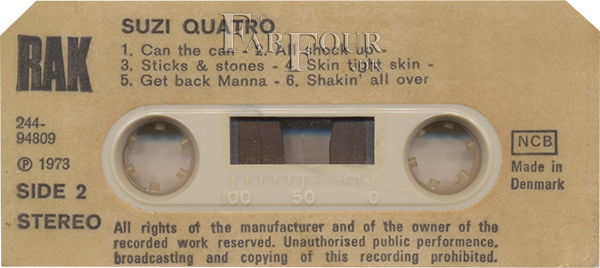 SUZI QUATRO
1. Can the can - 2. All shock up -
3. Sticks & stones - 4. Skin tight skin -
5. Get back Manna - 6. Shakin' all over
RAK
244-
94809
Ⓟ 1973
SIDE 2
STEREO
100 50 0
NCB
Made in
Denmark
All rights of the manufacturer and of the owner of the
recorded work reserved. Unauthorised public performance,
broadcasting and copying of this recording prohibited.
FAB FOUR